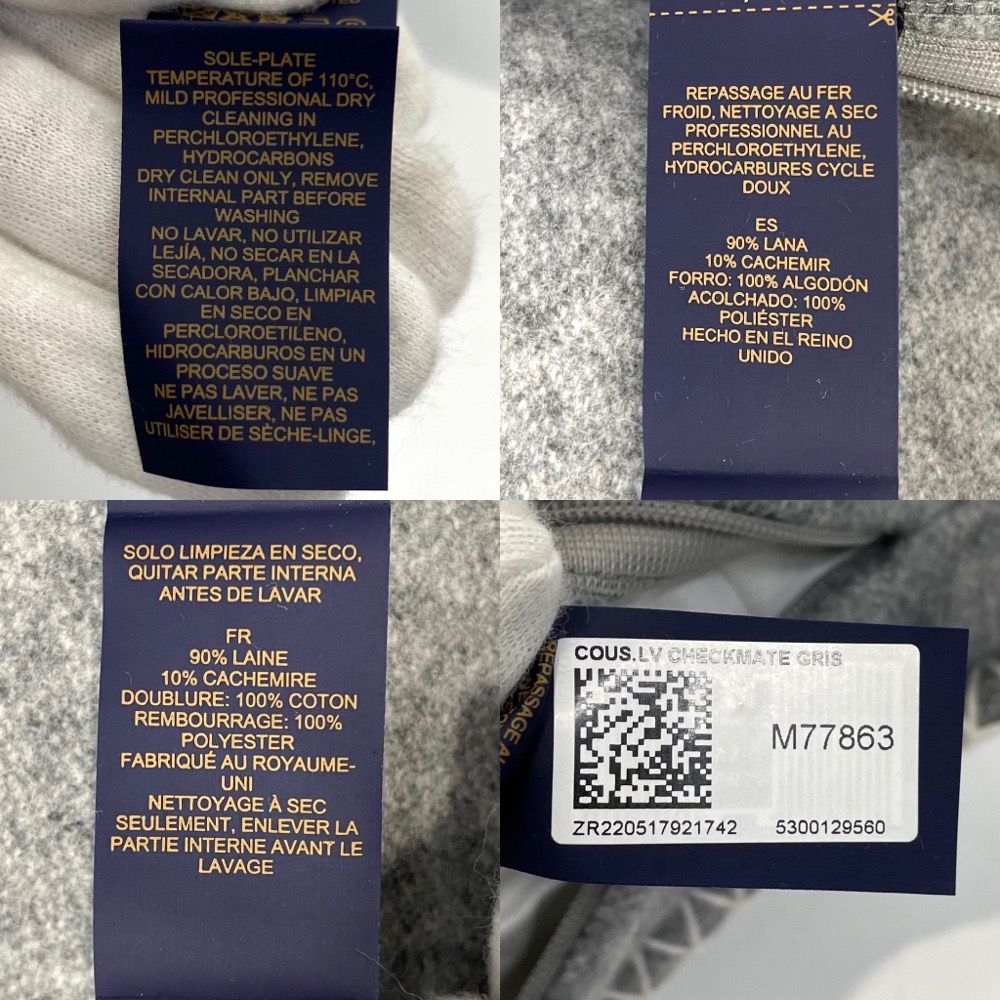 SOLE-PLATE
TEMPERATURE OF 110°C,
MILD PROFESSIONAL DRY
CLEANING IN
PERCHLOROETHYLENE,
HYDROCARBONS
DRY CLEAN ONLY, REMOVE
INTERNAL PART BEFORE
WASHING
NO LAVAR, NO UTILIZAR
LEJÍA, NO SECAR EN LA
SECADORA, PLANCHAR
CON CALOR BAJO, LIMPIAR
EN SECO EN
PERCLOROETILENO,
HIDROCARBUROS EN UN
PROCESO SUAVE
NE PAS LAVER, NE PAS
JAVELLISER, NE PAS
UTILISER DE SÈCHE-LINGE,
REPASSAGE AU FER
FROID, NETTOYAGE A SEC
PROFESSIONNEL AU
PERCHLOROETHYLENE,
HYDROCARBURES CYCLE
DOUX
ES
90% LANA
10% CACHEMIR
FORRO: 100% ALGODÓN
ACOLCHADO: 100%
POLIÉSTER
HECHO EN EL REINO
UNIDO
SOLO LIMPIEZA EN SECO,
QUITAR PARTE INTERNA
ANTES DE LAVAR
FR
90% LAINE
10% CACHEMIRE
DOUBLURE: 100% COTON
REMBOURRAGE: 100%
POLYESTER
FABRIQUÉ AU ROYAUME-
UNI
NETTOYAGE À SEC
SEULEMENT, ENLEVER LA
PARTIE INTERNE AVANT LE
LAVAGE
REPASSAGE
COUS.LV CHECKMATE GRIS
M77863
ZR220517921742 5300129560